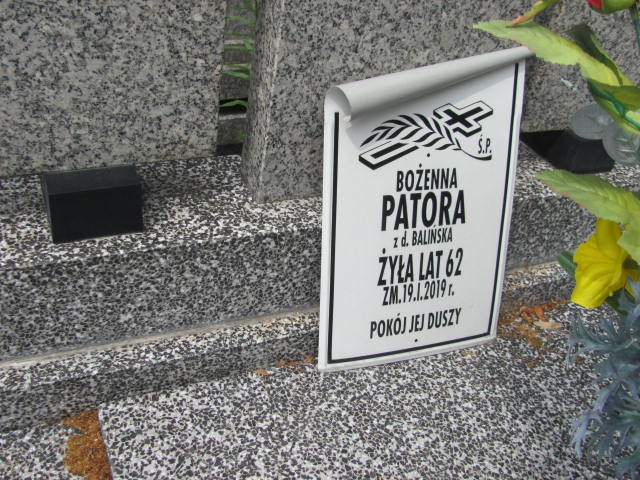 Ś.P.
BOŻENNA
PATORA
z d. BALIŃSKA
ŻYŁA LAT 62
ZM.19.I.2019 r.
POKÓJ JEJ DUSZY